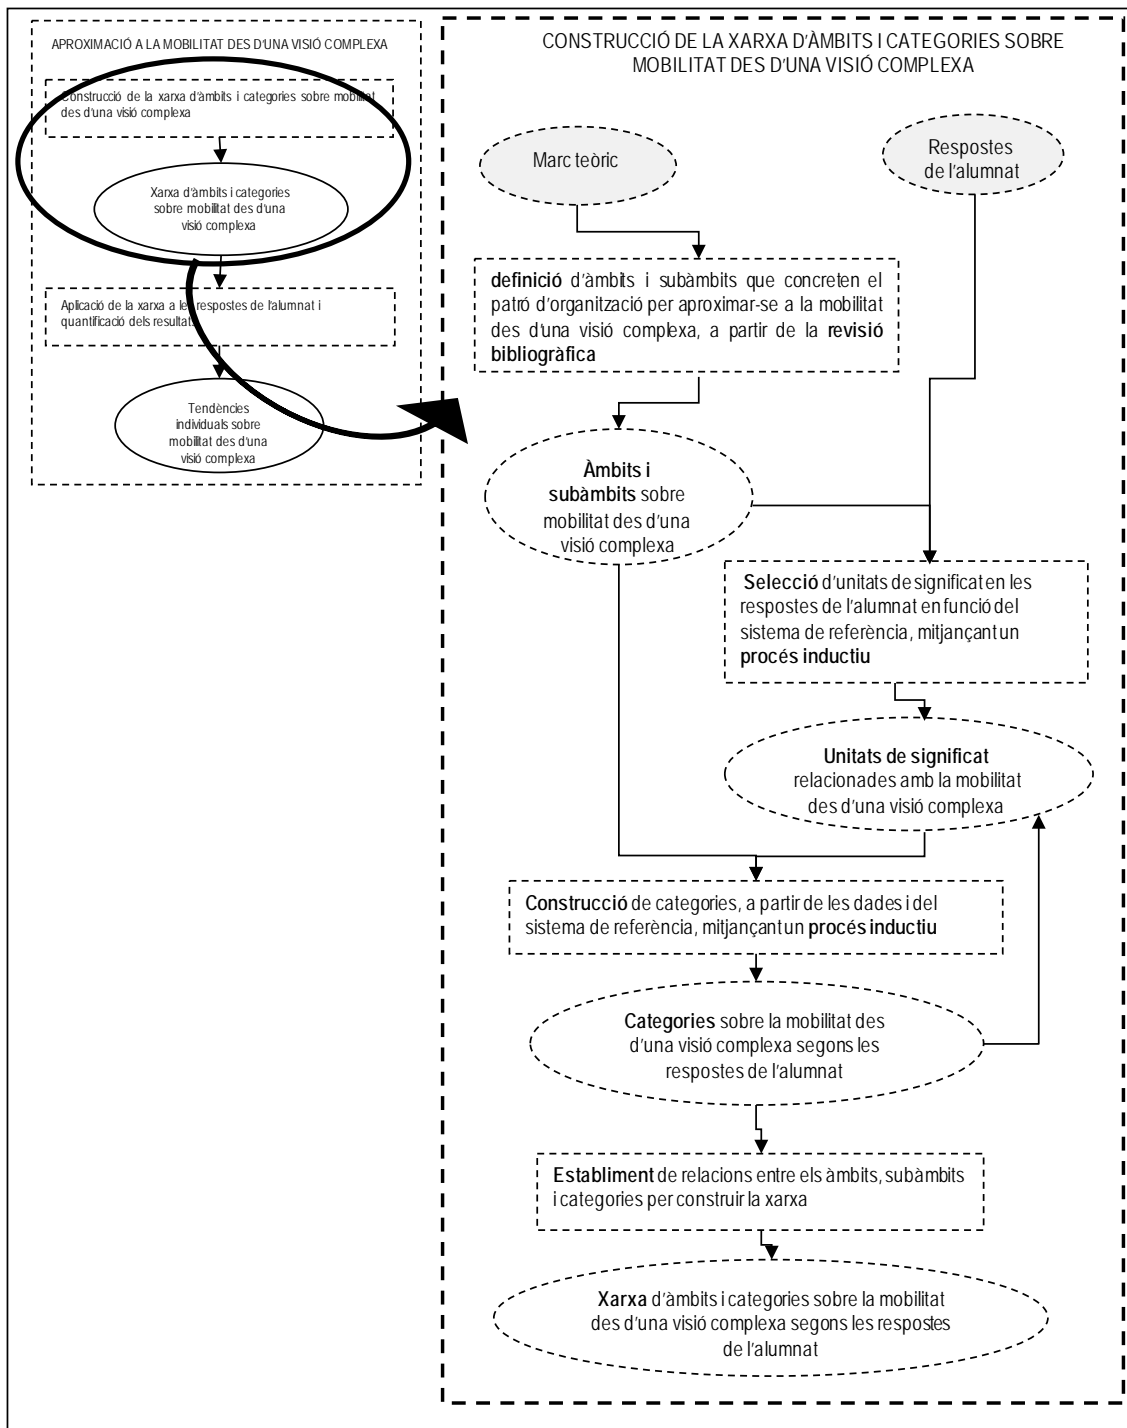 APROXIMACIÓ A LA MOBILITAT DES D'UNA VISIÓ COMPLEXA
Construcció de la xarxa d'àmbits i categories sobre mobilitat
des d'una visió complexa
Xarxa d'àmbits i categories
sobre mobilitat des d'una
visió complexa
Aplicació de la xarxa a les respostes de l'alumnat i
quantificació dels resultats
Tendències
individuals sobre
mobilitat des d'una
visió complexa
CONSTRUCCIÓ DE LA XARXA D'ÀMBITS I CATEGORIES SOBRE
MOBILITAT DES D'UNA VISIÓ COMPLEXA
Marc teòric
Respostes
de l'alumnat
definició d'àmbits i subàmbits que concreten el
patró d'organització per aproximar-se a la mobilitat
des d'una visió complexa, a partir de la revisió
bibliogràfica
Àmbits i
subàmbits sobre
mobilitat des d'una
visió complexa
Selecció d'unitats de significat en les
respostes de l'alumnat en funció del
sistema de referència, mitjançant un
procés inductiu
Unitats de significat
relacionades amb la mobilitat
des d'una visió complexa
Construcció de categories, a partir de les dades i del
sistema de referència, mitjançant un procés inductiu
Categories sobre la mobilitat des
d'una visió complexa segons les
respostes de l'alumnat
Establiment de relacions entre els àmbits, subàmbits
i categories per construir la xarxa
Xarxa d'àmbits i categories sobre la mobilitat
des d'una visió complexa segons les respostes
de l'alumnat